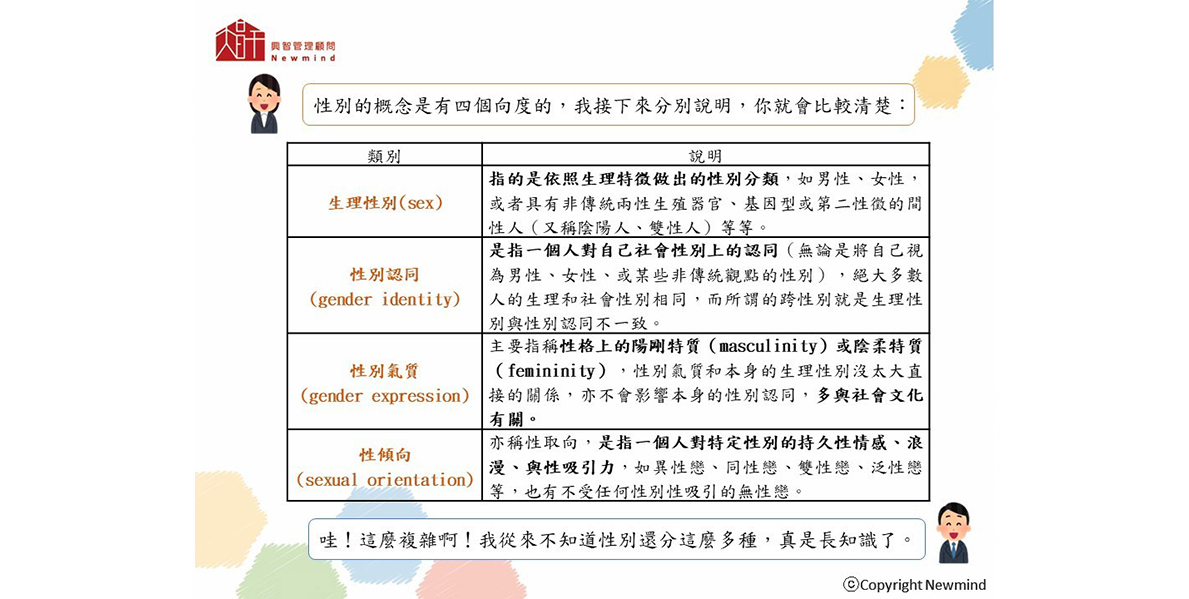 興智管理顧問
Newmind
性別的概念是有四個向度的，我接下來分別說明，你就會比較清楚：
類別
說明
生理性別(sex)
指的是依照生理特徵做出的性別分類，如男性、女性，
或者具有非傳統兩性生殖器官、基因型或第二性徵的間
性人（又稱陰陽人、雙性人）等等。
性別認同
(gender identity)
是指一個人對自己社會性別上的認同（無論是將自己視
為男性、女性、或某些非傳統觀點的性別），絕大多數
人的生理和社會性別相同，而所謂的跨性別就是生理性
別與性別認同不一致。
性別氣質
(gender expression)
主要指稱性格上的陽剛特質（masculinity）或陰柔特質
（femininity），性別氣質和本身的生理性別沒太大直
接的關係，亦不會影響本身的性別認同，多與社會文化
有關。
性傾向
(sexual orientation)
亦稱性取向，是指一個人對特定性別的持久性情感、浪
漫、與性吸引力，如異性戀、同性戀、雙性戀、泛性戀
等，也有不受任何性別性吸引的無性戀。
哇！這麼複雜啊！我從來不知道性別還分這麼多種，真是長知識了。
ⓒCopyright Newmind